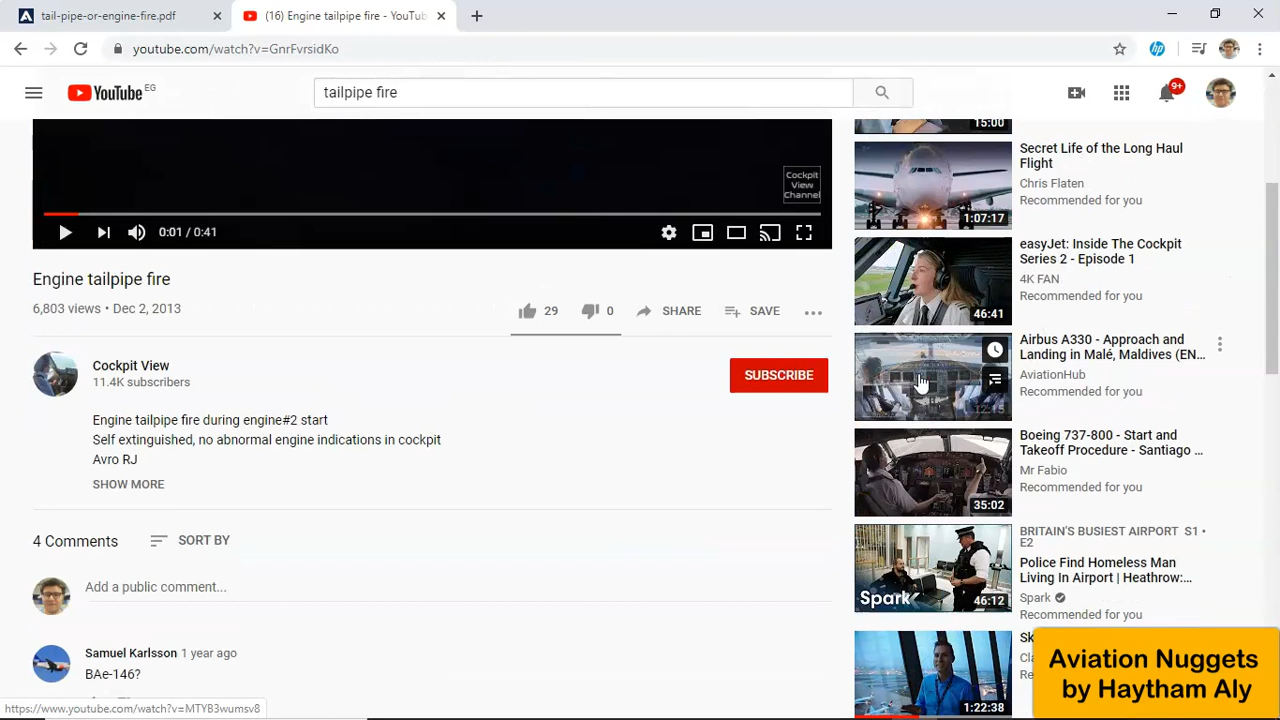 tail-pipe-or-engine-fire.pdf
(16) Engine tailpipe fire - YouTub
youtube.com/watch?v=GnrFvrsidKo
YouTube EG
tailpipe fire
9+
Cockpit
View
Channel
0:01 / 0:41
Engine tailpipe fire
6,803 views • Dec 2, 2013
29
0
SHARE
SAVE
Cockpit View
11.4K subscribers
SUBSCRIBE
Engine tailpipe fire during engine#2 start
Self extinguished, no abnormal engine indications in cockpit
Avro RJ
SHOW MORE
4 Comments
SORT BY
Add a public comment...
Samuel Karlsson 1 year ago
BAe-146?
https://www.youtube.com/watch?v=MTYB3wumsv8
15:00
Secret Life of the Long Haul
Flight
Chris Flaten
Recommended for you
1:07:17
easyJet: Inside The Cockpit
Series 2 - Episode 1
4K FAN
Recommended for you
46:41
Airbus A330 - Approach and
Landing in Malé, Maldives (EN...
AviationHub
Recommended for you
12:15
Boeing 737-800 - Start and
Takeoff Procedure - Santiago ...
Mr Fabio
Recommended for you
35:02
BRITAIN'S BUSIEST AIRPORT S1 •
E2
Police Find Homeless Man
Living In Airport | Heathrow:...
Spark
Recommended for you
Spark
46:12
1:22:38
Aviation Nuggets
by Haytham Aly